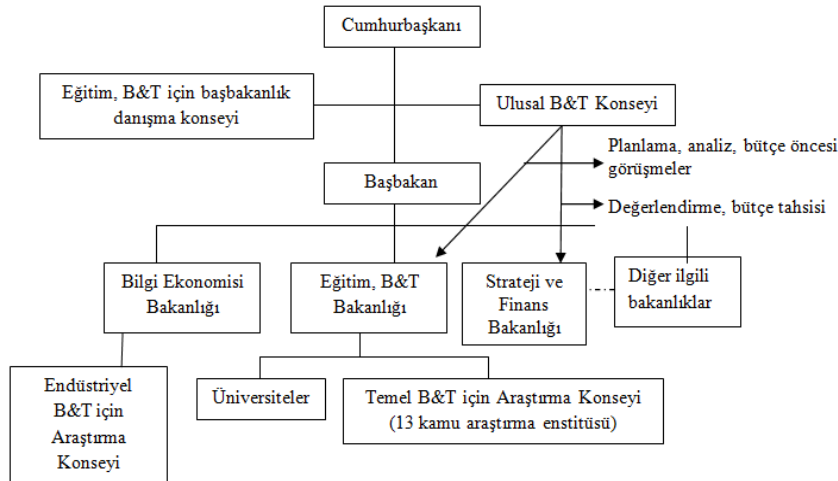 Cumhurbaşkanı
Eğitim, B&T için başbakanlık
danışma konseyi
Ulusal B&T Konseyi
Planlama, analiz, bütçe öncesi
görüşmeler
Başbakan
Değerlendirme, bütçe tahsisi
Bilgi Ekonomisi
Bakanlığı
Eğitim, B&T
Bakanlığı
Strateji ve
Finans
Bakanlığı
Diğer ilgili
bakanlıklar
Endüstriyel
B&T için
Araştırma
Konseyi
Üniversiteler
Temel B&T için Araştırma Konseyi
(13 kamu araştırma enstitüsü)